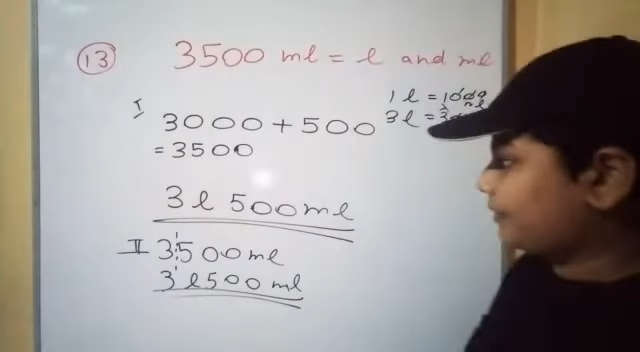 13 3500 ml = l and ml
1 l = 1000
ml
3 l =
I 3000 + 500
= 3500
3 l 500 ml
II 3500 ml
3 l 500 ml